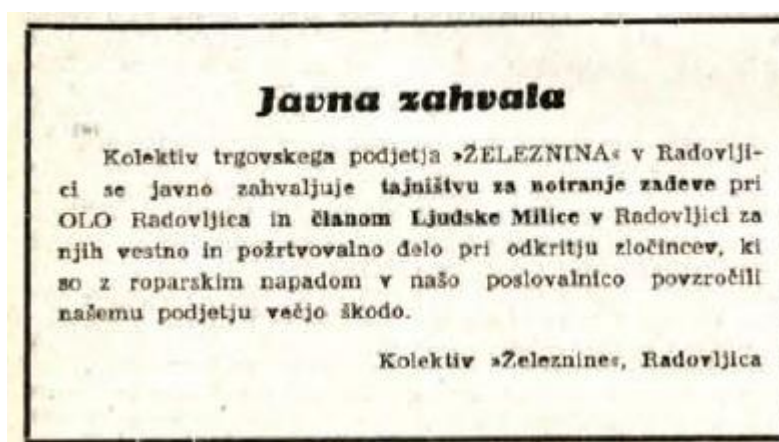 Javna zahvala
Kolektiv trgovskega podjetja »ŽELEZNINA« v Radovlji-
ci se javno zahvaljuje tajništvu za notranje zadeve pri
OLO Radovljica in članom Ljudske Milice v Radovljici za
njih vestno in požrtvovalno delo pri odkritju zločincev, ki
so z roparskim napadom v našo poslovalnico povzročili
našemu podjetju večjo škodo.
Kolektiv »Železnine«, Radovljica